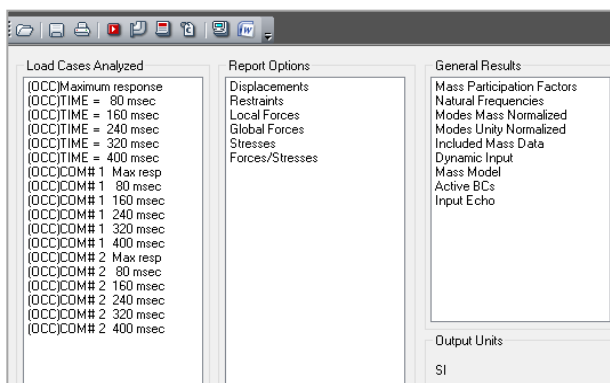 Load Cases Analyzed
(OCC)Maximum response
(OCC)TIME = 80 msec
(OCC)TIME = 160 msec
(OCC)TIME = 240 msec
(OCC)TIME = 320 msec
(OCC)TIME = 400 msec
(OCC)COM# 1 Max resp
(OCC)COM# 1 80 msec
(OCC)COM# 1 160 msec
(OCC)COM# 1 240 msec
(OCC)COM# 1 320 msec
(OCC)COM# 1 400 msec
(OCC)COM# 2 Max resp
(OCC)COM# 2 80 msec
(OCC)COM# 2 160 msec
(OCC)COM# 2 240 msec
(OCC)COM# 2 320 msec
(OCC)COM# 2 400 msec
Report Options
Displacements
Restraints
Local Forces
Global Forces
Stresses
Forces/Stresses
General Results
Mass Participation Factors
Natural Frequencies
Modes Mass Normalized
Modes Unity Normalized
Included Mass Data
Dynamic Input
Mass Model
Active BCs
Input Echo
Output Units
SI